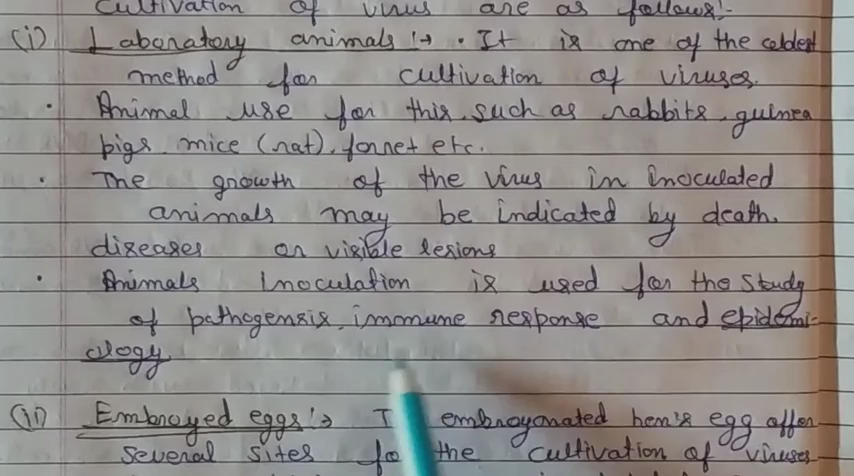 Cultivation of virus are as follows:-
(i) Laboratory animals :→ · It is one of the coldest
method for cultivation of viruses.
· Animal use for this, such as rabbits, guinea
pigs, mice (rat), forret etc.
· The growth of the virus in inoculated
animals may be indicated by death,
diseases or visible lesions
· Animals Inoculation is used for the study
of pathogensis, immune response and epidemi-
ology
(ii) Embroyed eggs :→ embroyonated hen's egg offer
several sites fo the cultivation of viruses